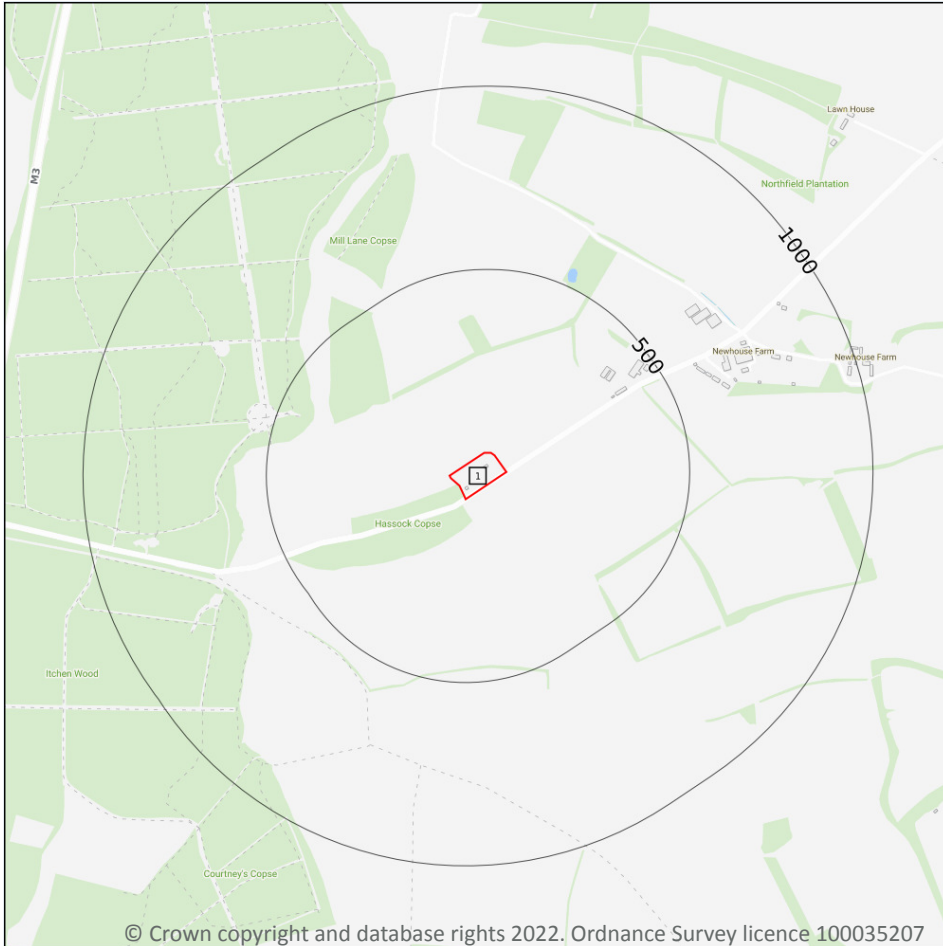 Lawn House
M3
Northfield Plantation
Mill Lane Copse
1000
500
Newhouse Farm
Newhouse Farm
1
Hassock Copse
Itchen Wood
Courtney's Copse
© Crown copyright and database rights 2022. Ordnance Survey licence 100035207